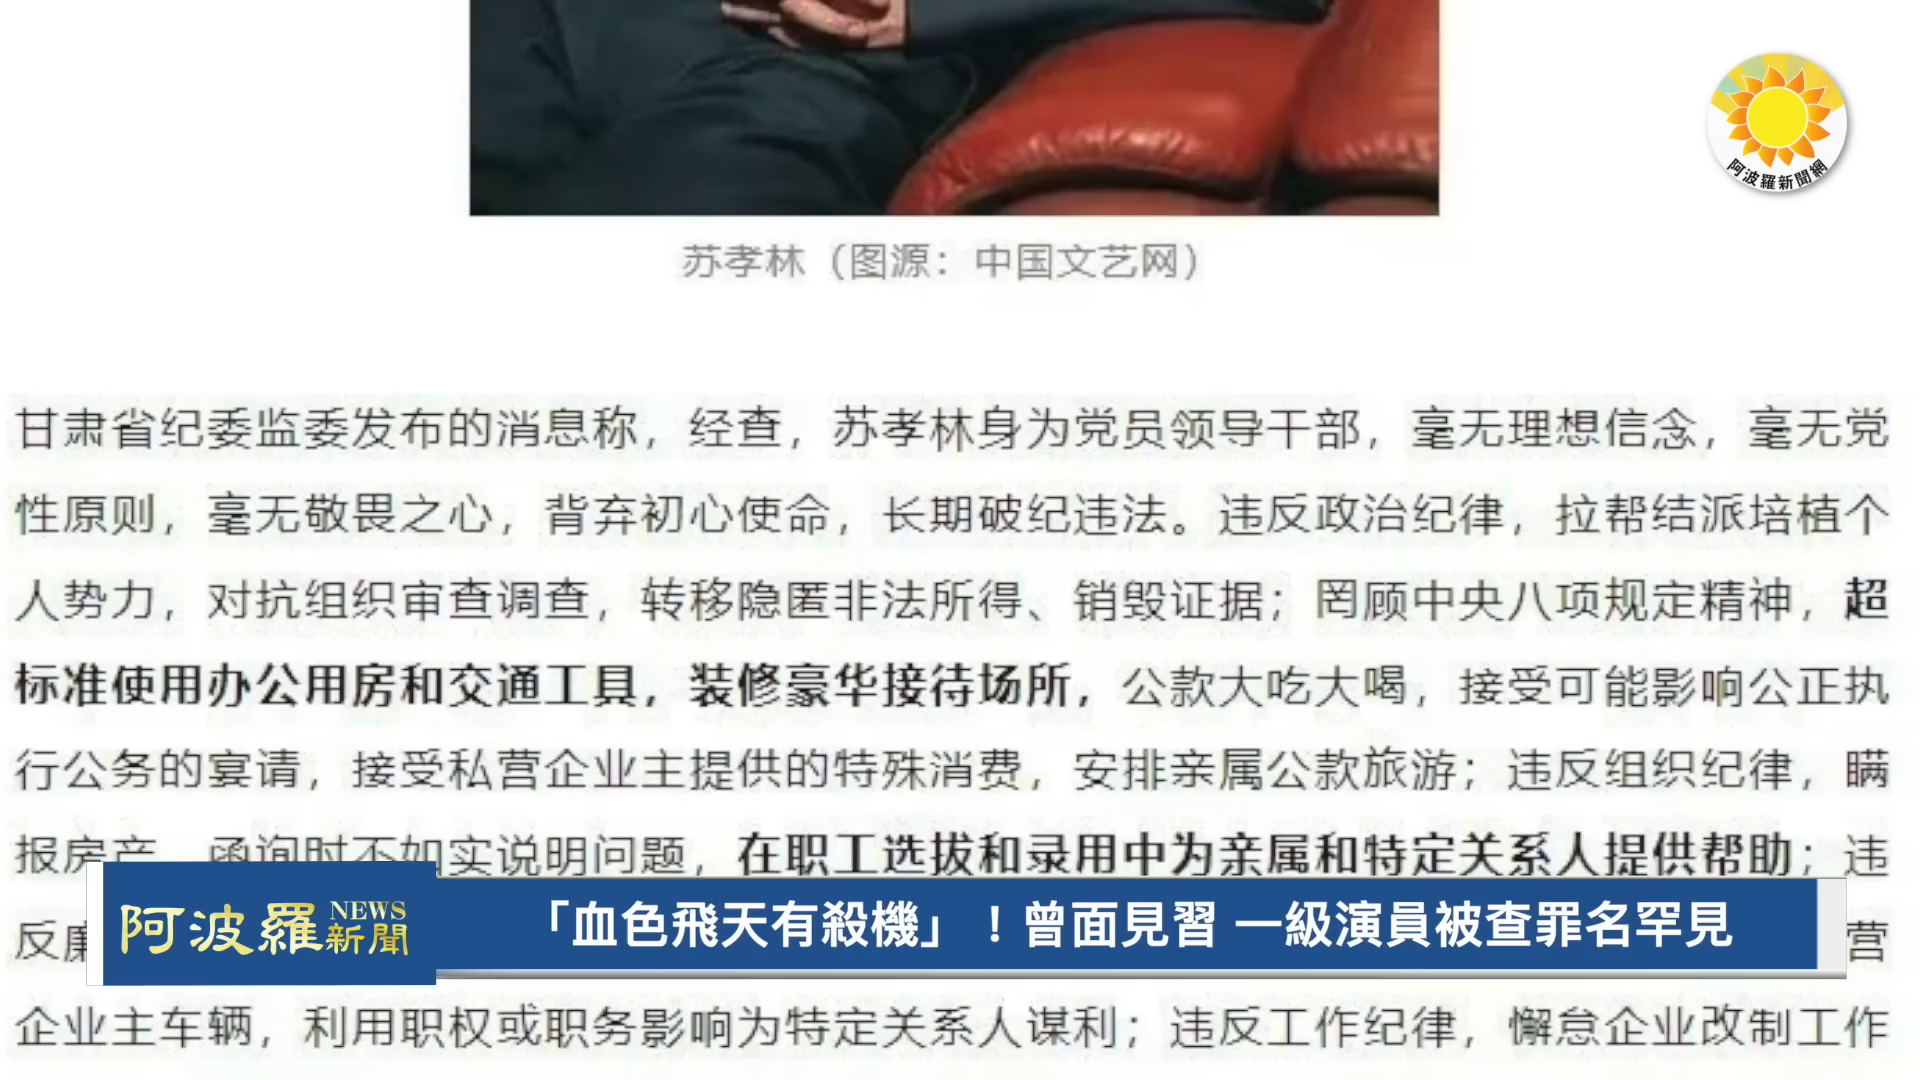 阿波羅新聞網
苏孝林（图源：中国文艺网）
甘肃省纪委监委发布的消息称，经查，苏孝林身为党员领导干部，毫无理想信念，毫无党
性原则，毫无敬畏之心，背弃初心使命，长期破纪违法。违反政治纪律，拉帮结派培植个
人势力，对抗组织审查调查，转移隐匿非法所得、销毁证据；罔顾中央八项规定精神，超
标准使用办公用房和交通工具，装修豪华接待场所，公款大吃大喝，接受可能影响公正执
行公务的宴请，接受私营企业主提供的特殊消费，安排亲属公款旅游；违反组织纪律，瞒
报房产，函询时不如实说明问题，在职工选拔和录用中为亲属和特定关系人提供帮助；违
反廉
营
阿波羅 NEWS 新聞
「血色飛天有殺機」！曾面見習 一級演員被查罪名罕見
企业主车辆，利用职权或职务影响为特定关系人谋利；违反工作纪律，懈怠企业改制工作